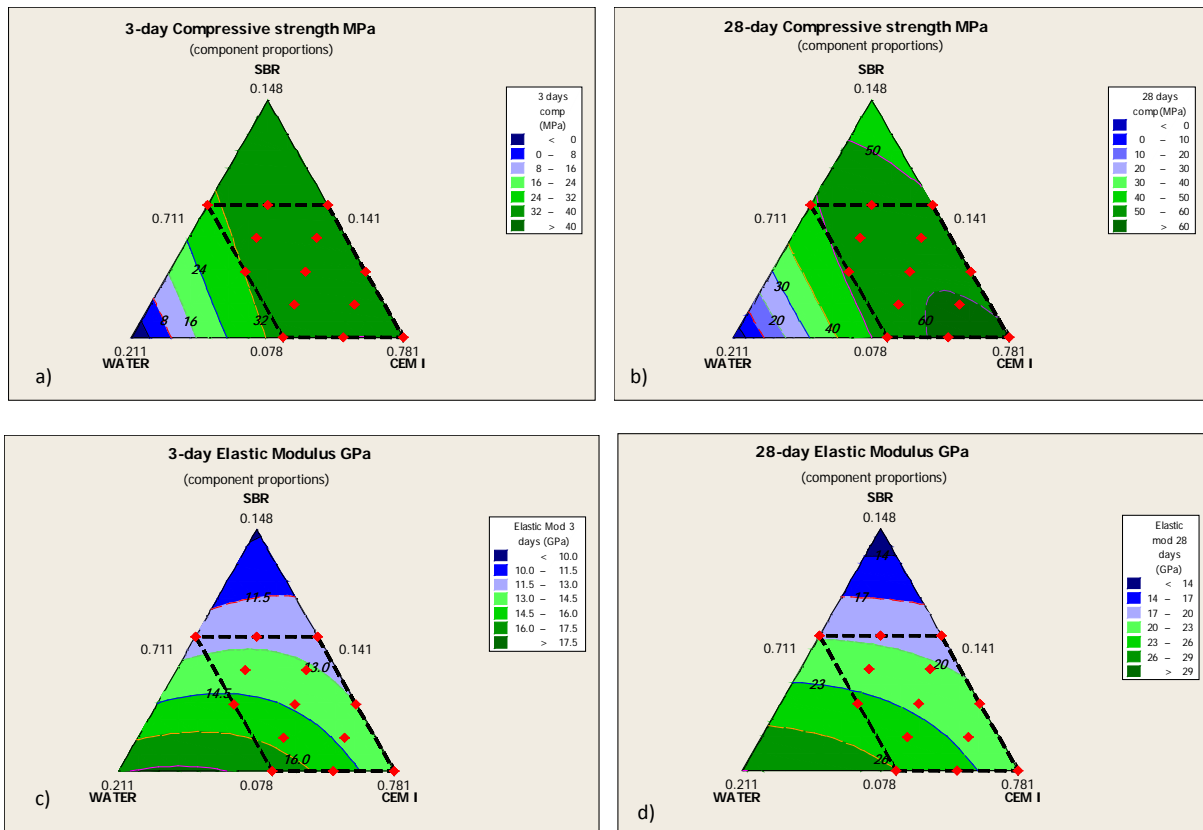 3-day Compressive strength MPa
(component proportions)
SBR
0.148
3 days
comp
(MPa)
< 0
0 – 8
8 – 16
16 – 24
24 – 32
32 – 40
> 40
0.711
0.141
24
8
16
32
0.211
0.078
0.781
WATER
CEM I
a)
28-day Compressive strength MPa
(component proportions)
SBR
0.148
28 days
comp(MPa)
< 0
0 – 10
10 – 20
20 – 30
30 – 40
40 – 50
50 – 60
> 60
50
0.711
0.141
30
20
40
60
0.211
0.078
0.781
WATER
CEM I
b)
3-day Elastic Modulus GPa
(component proportions)
SBR
0.148
Elastic Mod 3
days (GPa)
< 10.0
10.0 – 11.5
11.5 – 13.0
13.0 – 14.5
14.5 – 16.0
16.0 – 17.5
> 17.5
11.5
0.711
0.141
13.0
14.5
16.0
0.211
0.078
0.781
WATER
CEM I
c)
28-day Elastic Modulus GPa
(component proportions)
SBR
0.148
Elastic
mod 28
days
(GPa)
< 14
14 – 17
17 – 20
20 – 23
23 – 26
26 – 29
> 29
14
17
0.711
0.141
20
23
26
0.211
0.078
0.781
WATER
CEM I
d)